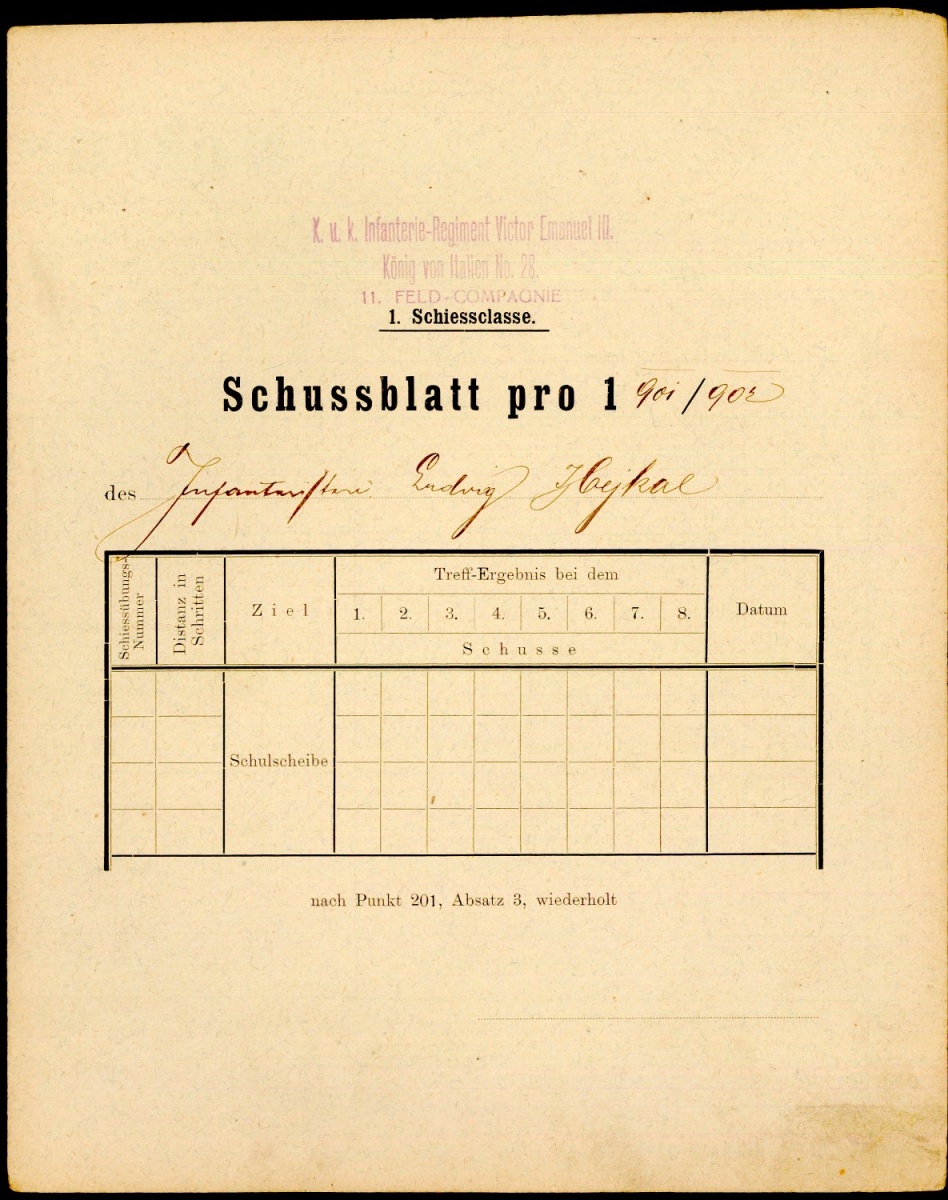 K. u. k. Infanterie-Regiment Victor Emanuel III.
König von Italien No. 28.
11. FELD-COMPAGNIE
1. Schiessclasse.
Schussblatt pro 1901/902
des Infanteristen Ludwig Hejkal
Schiessübungs-Nummer
Distanz in Schritten
Ziel
Treff-Ergebnis bei dem
1. 2. 3. 4. 5. 6. 7. 8.
Schusse
Datum
Schulscheibe
nach Punkt 201, Absatz 3, wiederholt